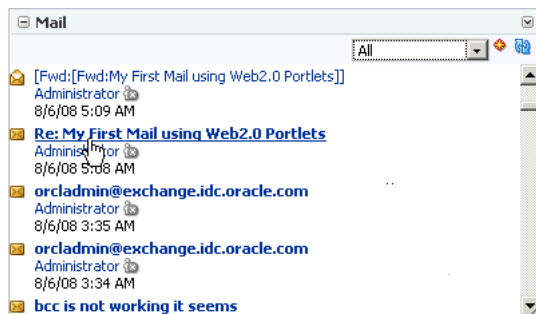 Mail
All
[Fwd:[Fwd:My First Mail using Web2.0 Portlets]]
Administrator
8/6/08 5:09 AM
Re: My First Mail using Web2.0 Portlets
Administrator
8/6/08 5:08 AM
orcladmin@exchange.idc.oracle.com
Administrator
8/6/08 3:35 AM
orcladmin@exchange.idc.oracle.com
Administrator
8/6/08 3:34 AM
bcc is not working it seems